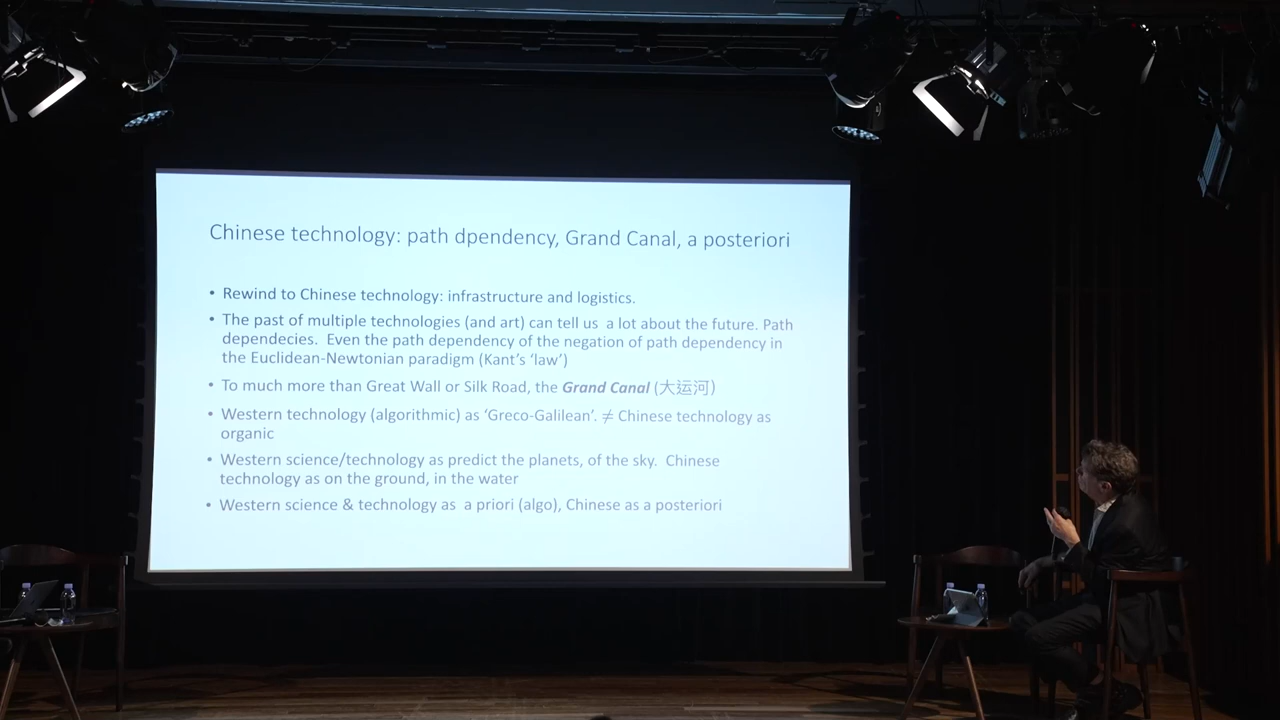 Chinese technology: path dpendency, Grand Canal, a posteriori
• Rewind to Chinese technology: infrastructure and logistics.
• The past of multiple technologies (and art) can tell us a lot about the future. Path
dependecies. Even the path dependency of the negation of path dependency in
the Euclidean-Newtonian paradigm (Kant's 'law')
• To much more than Great Wall or Silk Road, the Grand Canal (大运河)
• Western technology (algorithmic) as 'Greco-Galilean'. ≠ Chinese technology as
organic
• Western science/technology as predict the planets, of the sky. Chinese
technology as on the ground, in the water
• Western science & technology as a priori (algo), Chinese as a posteriori